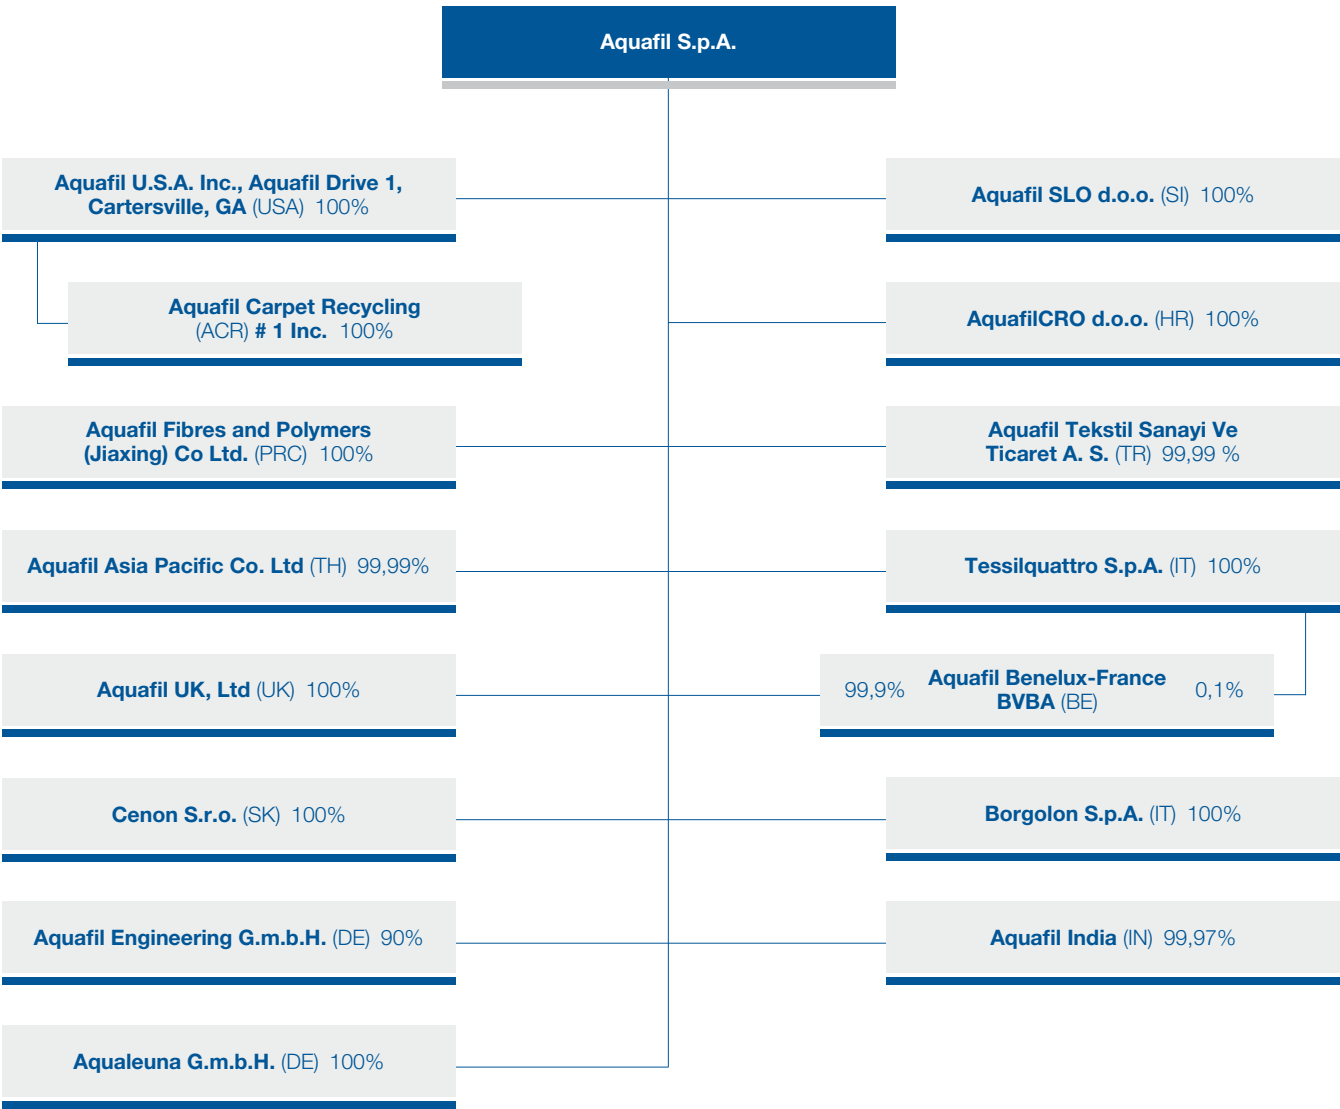 Aquafil S.p.A.
Aquafil U.S.A. Inc., Aquafil Drive 1,
Cartersville, GA (USA) 100%
Aquafil SLO d.o.o. (SI) 100%
Aquafil Carpet Recycling
(ACR) # 1 Inc. 100%
AquafilCRO d.o.o. (HR) 100%
Aquafil Fibres and Polymers
(Jiaxing) Co Ltd. (PRC) 100%
Aquafil Tekstil Sanayi Ve
Ticaret A. S. (TR) 99,99 %
Aquafil Asia Pacific Co. Ltd (TH) 99,99%
Tessilquattro S.p.A. (IT) 100%
Aquafil UK, Ltd (UK) 100%
99,9% Aquafil Benelux-France 0,1%
BVBA (BE)
Cenon S.r.o. (SK) 100%
Borgolon S.p.A. (IT) 100%
Aquafil Engineering G.m.b.H. (DE) 90%
Aquafil India (IN) 99,97%
Aqualeuna G.m.b.H. (DE) 100%